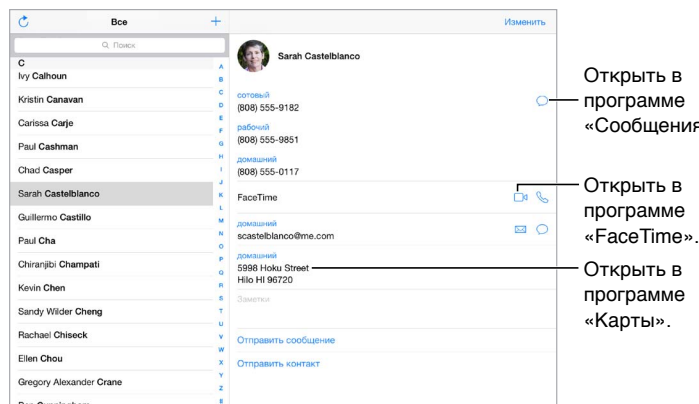 Все
Изменить
Поиск
C
Ivy Calhoun
Kristin Canavan
Carissa Carje
Paul Cashman
Chad Casper
Sarah Castelblanco
Guillermo Castillo
Paul Cha
Chiranjibi Champati
Kevin Chen
Sandy Wilder Cheng
Rachael Chiseck
Ellen Chou
Gregory Alexander Crane
A
B
C
D
E
F
G
H
I
J
K
L
M
N
O
P
Q
R
S
T
U
V
W
X
Y
Z
Sarah Castelblanco
сотовый
(808) 555-9182
рабочий
(808) 555-9851
домашний
(808) 555-0117
FaceTime
домашний
scastelblanco@me.com
домашний
5998 Hoku Street
Hilo HI 96720
Заметки
Отправить сообщение
Отправить контакт
Открыть в
программе
«Сообщения
Открыть в
программе
«FaceTime».
Открыть в
программе
«Карты».